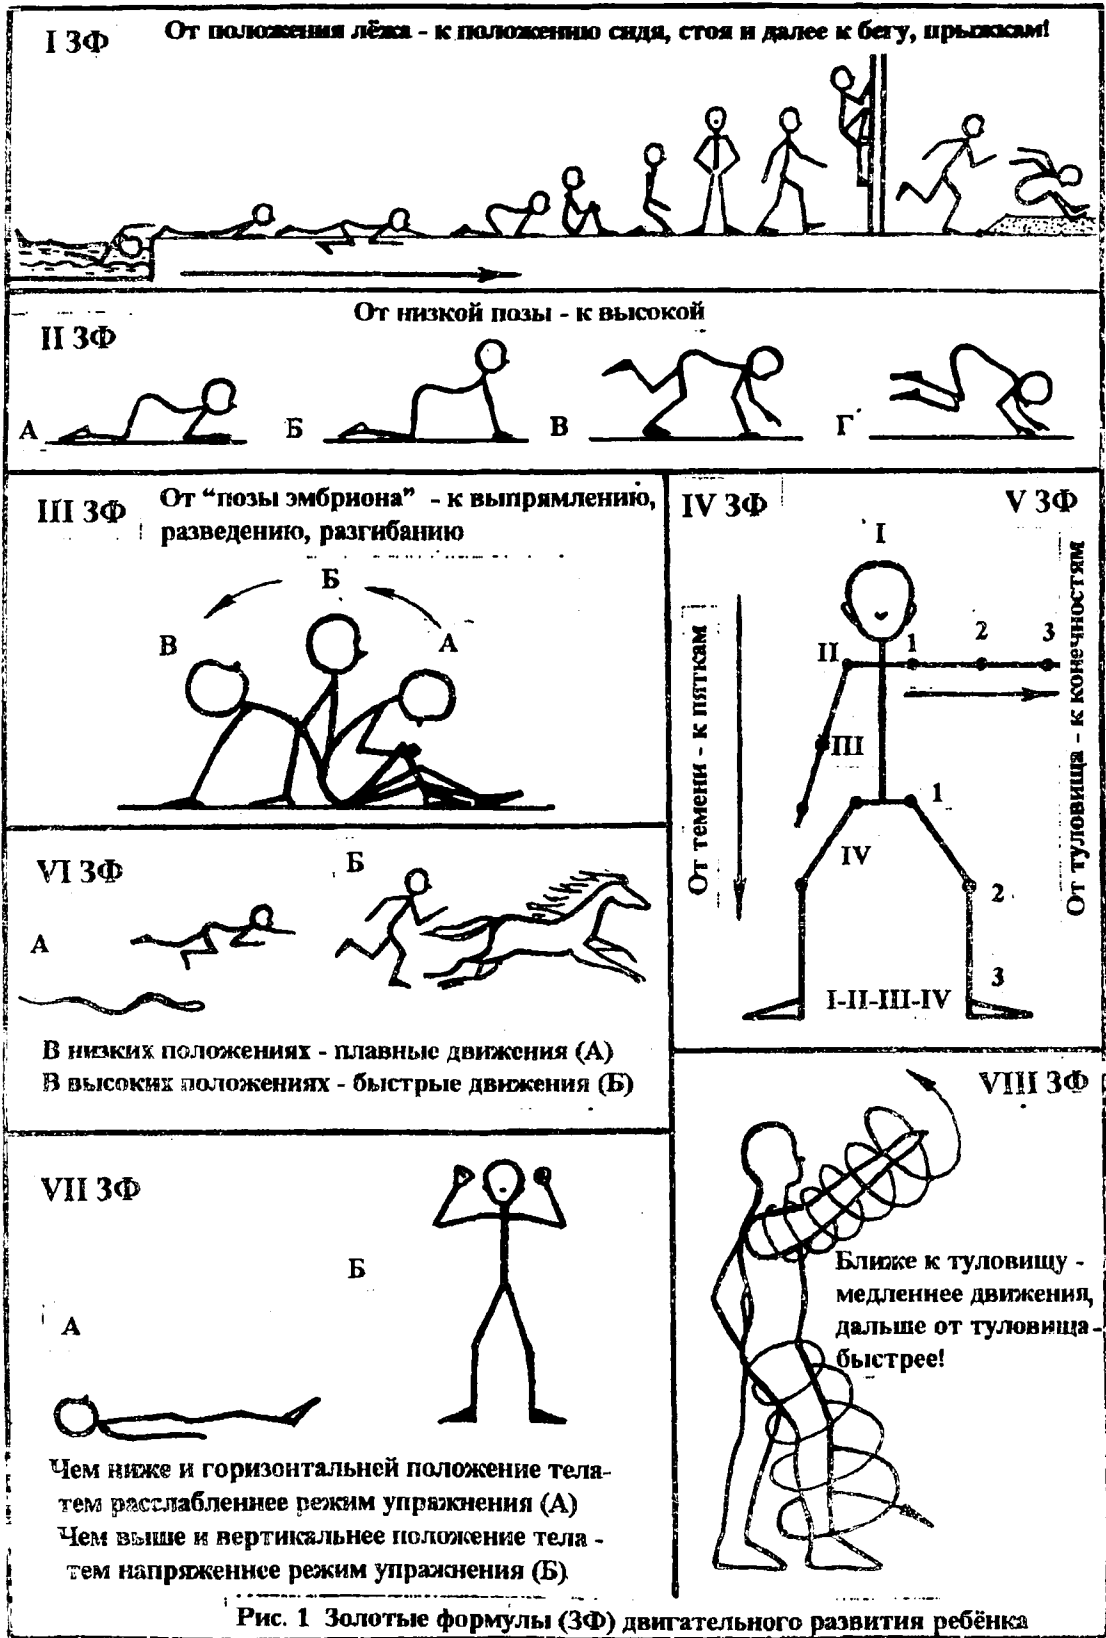 I ЗФ
От положения лёжа - к положению сидя, стоя и далее к бегу, прыжкам!
II ЗФ
От низкой позы - к высокой
А
Б
В
Г
III ЗФ
От “позы эмбриона” - к выпрямлению,
разведению, разгибанию
Б
В
А
IV ЗФ
V ЗФ
I
II
1
2
3
III
1
IV
2
3
I-II-III-IV
От темени - к пяткам
От туловища - к конечностям
VI ЗФ
Б
А
В низких положениях - плавные движения (А)
В высоких положениях - быстрые движения (Б)
VII ЗФ
Б
А
Чем ниже и горизонтальней положение тела-
тем расслабленнее режим упражнения (А)
Чем выше и вертикальнее положение тела -
тем напряженнее режим упражнения (Б)
VIII ЗФ
Ближе к туловищу -
медленнее движения,
дальше от туловища-
быстрее!
Рис. 1 Золотые формулы (ЗФ) двигательного развития ребёнка